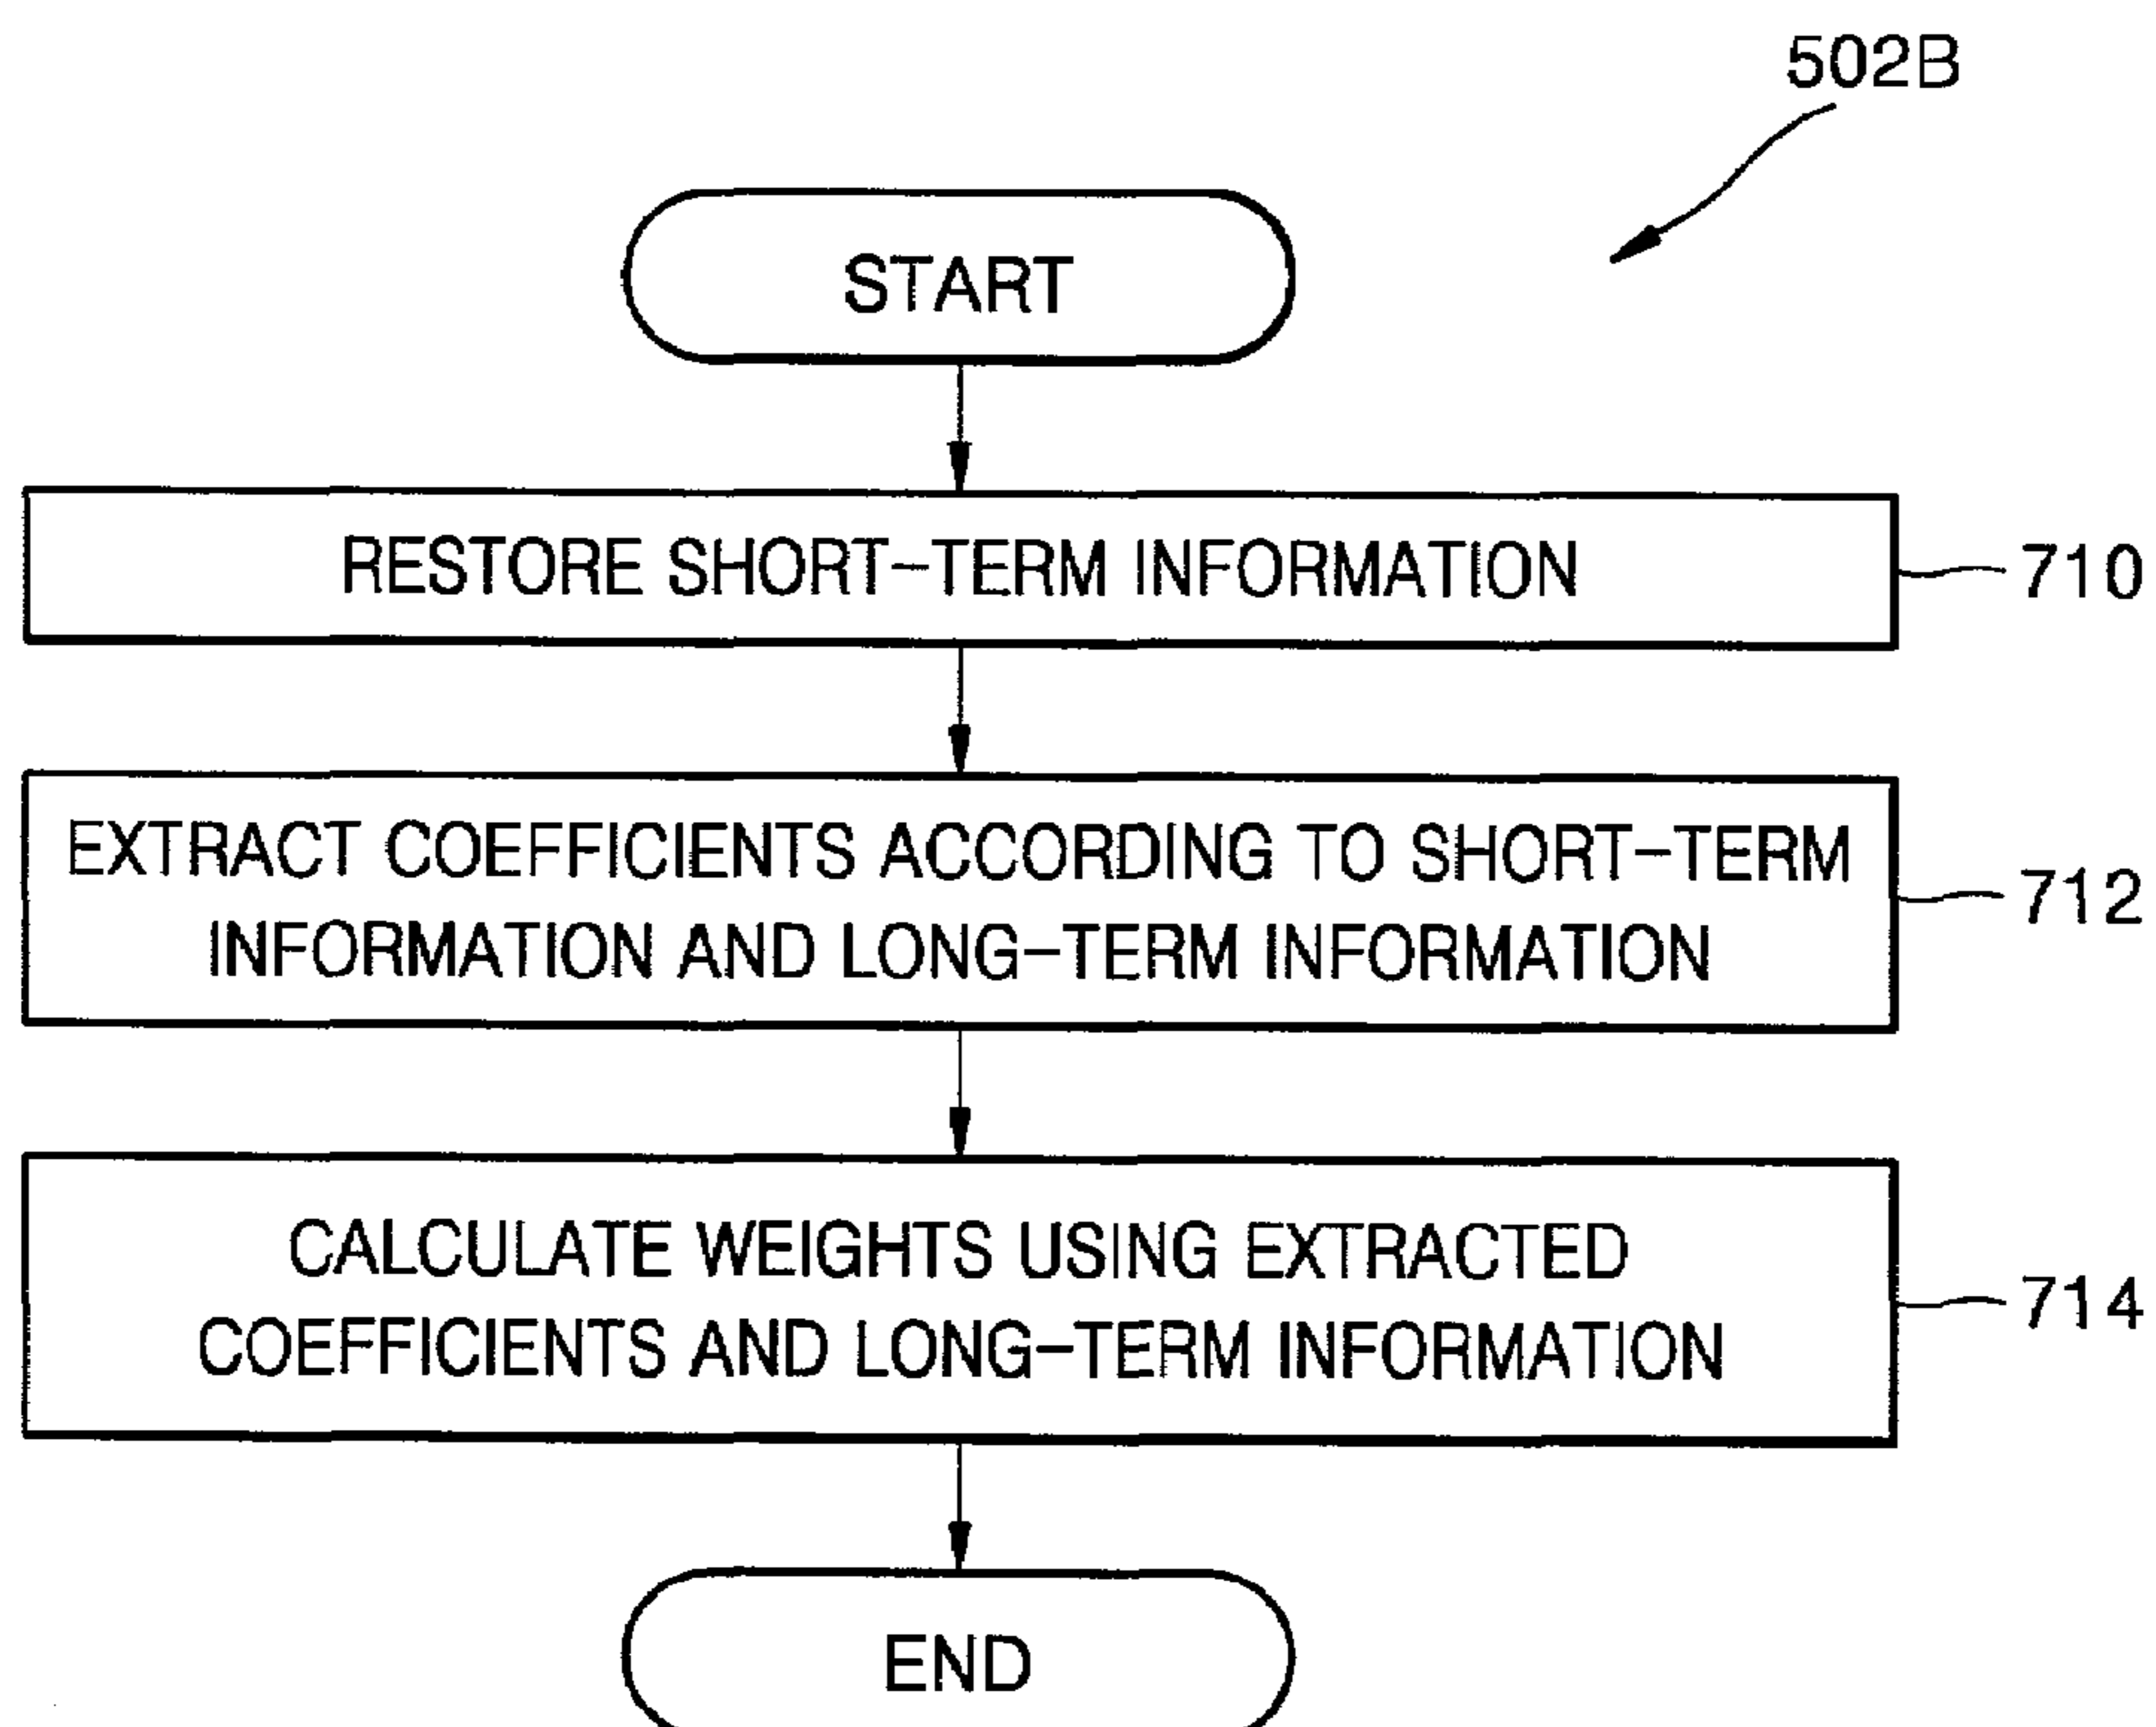 502B
START
RESTORE SHORT-TERM INFORMATION
710
EXTRACT COEFFICIENTS ACCORDING TO SHORT-TERM
INFORMATION AND LONG-TERM INFORMATION
712
CALCULATE WEIGHTS USING EXTRACTED
COEFFICIENTS AND LONG-TERM INFORMATION
714
END